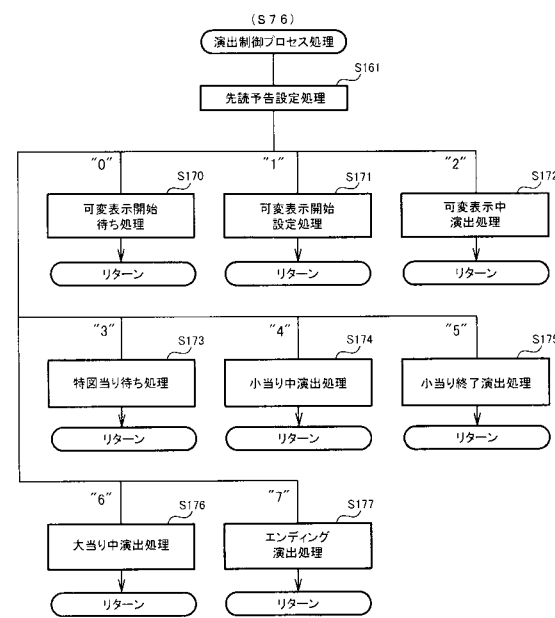 (S76)
演出制御プロセス処理
S161
先読予告設定処理
"0"
"1"
"2"
S170
S171
S172
可変表示開始
待ち処理
可変表示開始
設定処理
可変表示中
演出処理
リターン
リターン
リターン
"3"
"4"
"5"
S173
S174
S175
特図当り待ち処理
小当り中演出処理
小当り終了演出処理
リターン
リターン
リターン
"6"
"7"
S176
S177
大当り中演出処理
エンディング
演出処理
リターン
リターン